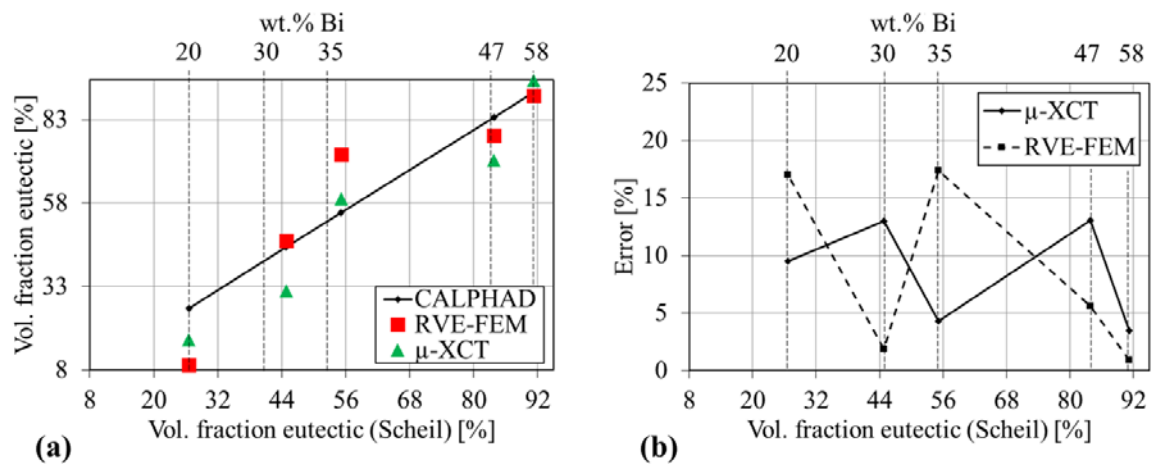 wt.% Bi
20 30 35 47 58
Vol. fraction eutectic [%]
83
58
33
8
CALPHAD
RVE-FEM
µ-XCT
8 20 32 44 56 68 80 92
Vol. fraction eutectic (Scheil) [%]
(a)
wt.% Bi
20 30 35 47 58
Error [%]
25
20
15
10
5
0
µ-XCT
RVE-FEM
8 20 32 44 56 68 80 92
Vol. fraction eutectic (Scheil) [%]
(b)